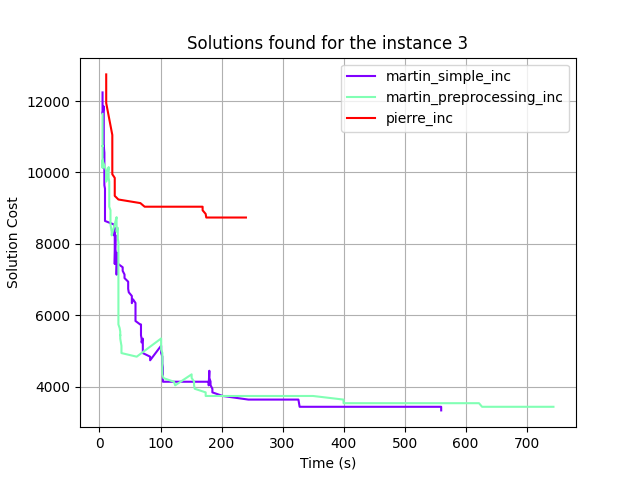 Solutions found for the instance 3
martin_simple_inc
martin_preprocessing_inc
pierre_inc
Solution Cost
12000
10000
8000
6000
4000
0 100 200 300 400 500 600 700
Time (s)